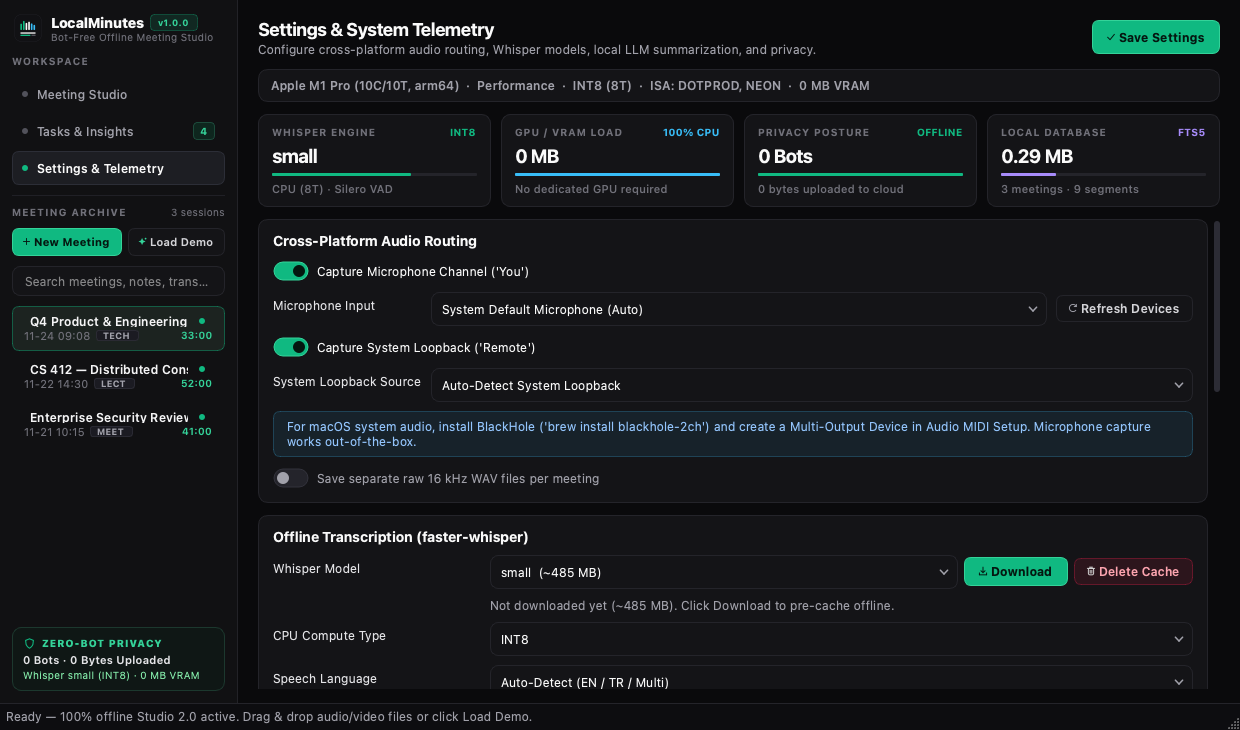 LocalMinutes v1.0.0
Bot-Free Offline Meeting Studio
WORKSPACE
Meeting Studio
Tasks & Insights 4
Settings & Telemetry
MEETING ARCHIVE 3 sessions
+ New Meeting Load Demo
Search meetings, notes, trans...
Q4 Product & Engineering
11-24 09:08 TECH 33:00
CS 412 — Distributed Con
11-22 14:30 LECT 52:00
Enterprise Security Review
11-21 10:15 MEET 41:00
ZERO-BOT PRIVACY
0 Bots · 0 Bytes Uploaded
Whisper small (INT8) · 0 MB VRAM
Settings & System Telemetry
Configure cross-platform audio routing, Whisper models, local LLM summarization, and privacy.
✓ Save Settings
Apple M1 Pro (10C/10T, arm64) · Performance · INT8 (8T) · ISA: DOTPROD, NEON · 0 MB VRAM
WHISPER ENGINE INT8
small
CPU (8T) · Silero VAD
GPU / VRAM LOAD 100% CPU
0 MB
No dedicated GPU required
PRIVACY POSTURE OFFLINE
0 Bots
0 bytes uploaded to cloud
LOCAL DATABASE FTS5
0.29 MB
3 meetings · 9 segments
Cross-Platform Audio Routing
Capture Microphone Channel ('You')
Microphone Input System Default Microphone (Auto) Refresh Devices
Capture System Loopback ('Remote')
System Loopback Source Auto-Detect System Loopback
For macOS system audio, install BlackHole ('brew install blackhole-2ch') and create a Multi-Output Device in Audio MIDI Setup. Microphone capture
works out-of-the-box.
Save separate raw 16 kHz WAV files per meeting
Offline Transcription (faster-whisper)
Whisper Model small (~485 MB) Download Delete Cache
Not downloaded yet (~485 MB). Click Download to pre-cache offline.
CPU Compute Type INT8
Speech Language Auto-Detect (EN / TR / Multi)
Ready — 100% offline Studio 2.0 active. Drag & drop audio/video files or click Load Demo.